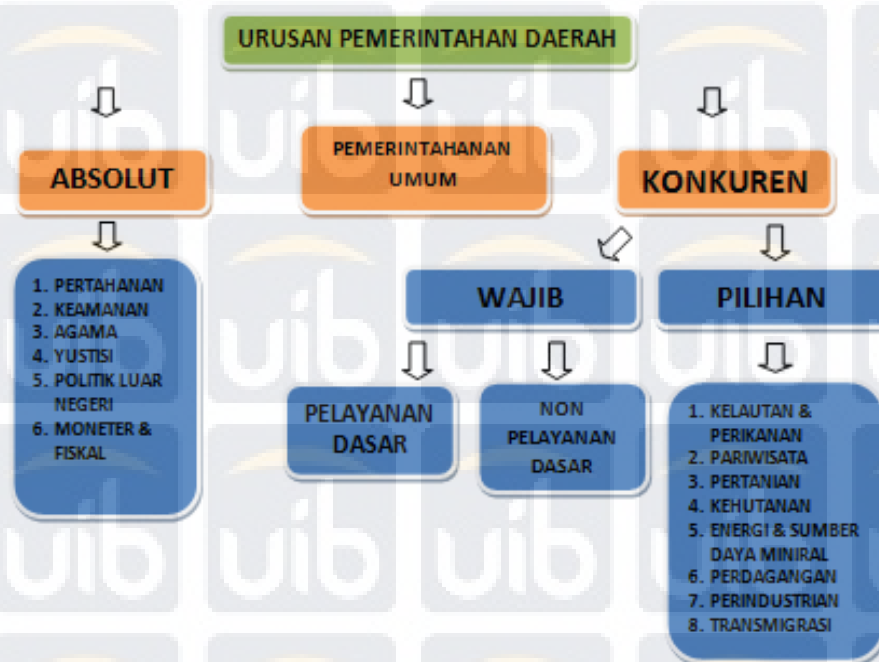 URUSAN PEMERINTAHAN DAERAH
ABSOLUT
PEMERINTAHANAN
UMUM
KONKUREN
1. PERTAHANAN
2. KEAMANAN
3. AGAMA
4. YUSTISI
5. POLITIK LUAR
NEGERI
6. MONETER &
FISKAL
WAJIB
PILIHAN
PELAYANAN
DASAR
NON
PELAYANAN
DASAR
1. KELAUTAN &
PERIKANAN
2. PARIWISATA
3. PERTANIAN
4. KEHUTANAN
5. ENERGI & SUMBER
DAYA MINIRAL
6. PERDAGANGAN
7. PERINDUSTRIAN
8. TRANSMIGRASI
uib